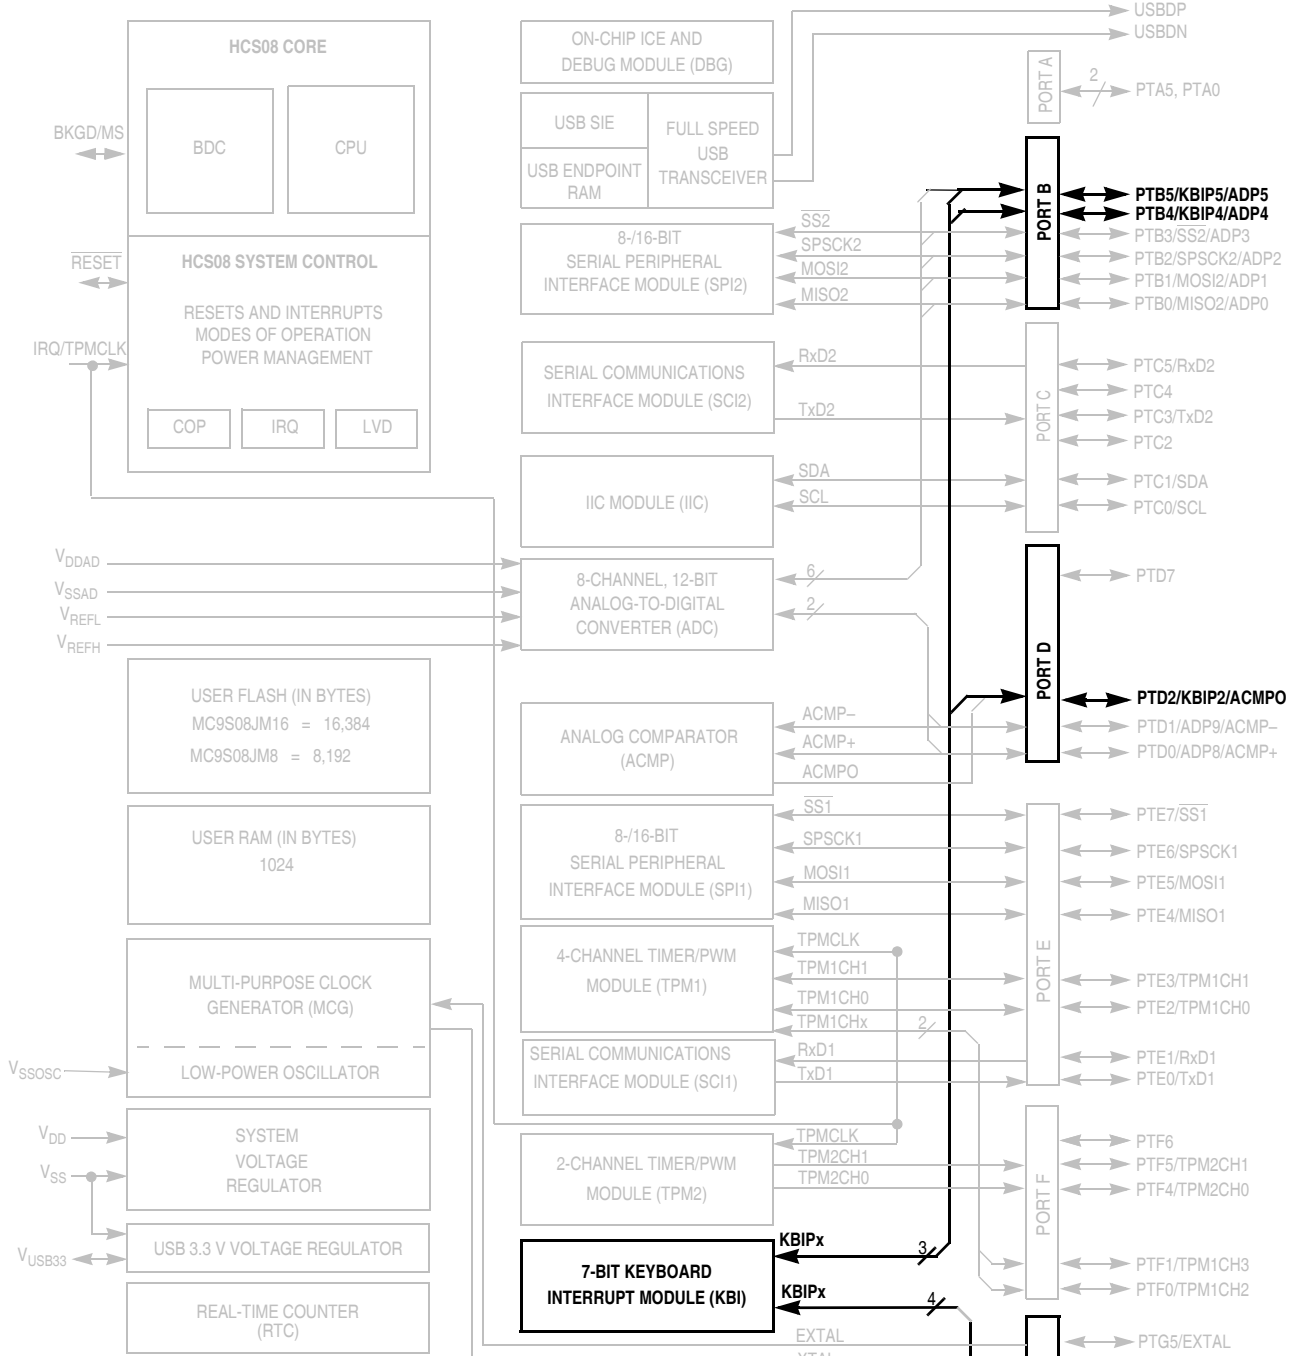 HCS08 CORE
BDC
CPU
BKGD/MS
RESET
HCS08 SYSTEM CONTROL
RESETS AND INTERRUPTS
MODES OF OPERATION
POWER MANAGEMENT
IRQ/TPMCLK
COP
IRQ
LVD
VDDAD
VSSAD
VREFL
VREFH
USER FLASH (IN BYTES)
MC9S08JM16 = 16,384
MC9S08JM8 = 8,192
USER RAM (IN BYTES)
1024
MULTI-PURPOSE CLOCK
GENERATOR (MCG)
LOW-POWER OSCILLATOR
VSSOSC
VDD
VSS
SYSTEM
VOLTAGE
REGULATOR
VUSB33
USB 3.3 V VOLTAGE REGULATOR
REAL-TIME COUNTER
(RTC)
ON-CHIP ICE AND
DEBUG MODULE (DBG)
USB SIE
USB ENDPOINT
RAM
FULL SPEED
USB
TRANSCEIVER
8-/16-BIT
SERIAL PERIPHERAL
INTERFACE MODULE (SPI2)
SS2
SPSCK2
MOSI2
MISO2
SERIAL COMMUNICATIONS
INTERFACE MODULE (SCI2)
RxD2
TxD2
IIC MODULE (IIC)
SDA
SCL
8-CHANNEL, 12-BIT
ANALOG-TO-DIGITAL
CONVERTER (ADC)
6
2
ANALOG COMPARATOR
(ACMP)
ACMP–
ACMP+
ACMPO
8-/16-BIT
SERIAL PERIPHERAL
INTERFACE MODULE (SPI1)
SS1
SPSCK1
MOSI1
MISO1
4-CHANNEL TIMER/PWM
MODULE (TPM1)
TPMCLK
TPM1CH1
TPM1CH0
TPM1CHx
2
SERIAL COMMUNICATIONS
INTERFACE MODULE (SCI1)
RxD1
TxD1
2-CHANNEL TIMER/PWM
MODULE (TPM2)
TPMCLK
TPM2CH1
TPM2CH0
7-BIT KEYBOARD
INTERRUPT MODULE (KBI)
KBIPx
3
KBIPx
4
EXTAL
XTAL
USBDP
USBDN
PORT A
2
PTA5, PTA0
PORT B
PTB5/KBIP5/ADP5
PTB4/KBIP4/ADP4
PTB3/SS2/ADP3
PTB2/SPSCK2/ADP2
PTB1/MOSI2/ADP1
PTB0/MISO2/ADP0
PORT C
PTC5/RxD2
PTC4
PTC3/TxD2
PTC2
PTC1/SDA
PTC0/SCL
PORT D
PTD7
PTD2/KBIP2/ACMPO
PTD1/ADP9/ACMP–
PTD0/ADP8/ACMP+
PORT E
PTE7/SS1
PTE6/SPSCK1
PTE5/MOSI1
PTE4/MISO1
PTE3/TPM1CH1
PTE2/TPM1CH0
PTE1/RxD1
PTE0/TxD1
PORT F
PTF6
PTF5/TPM2CH1
PTF4/TPM2CH0
PTF1/TPM1CH3
PTF0/TPM1CH2
PTG5/EXTAL